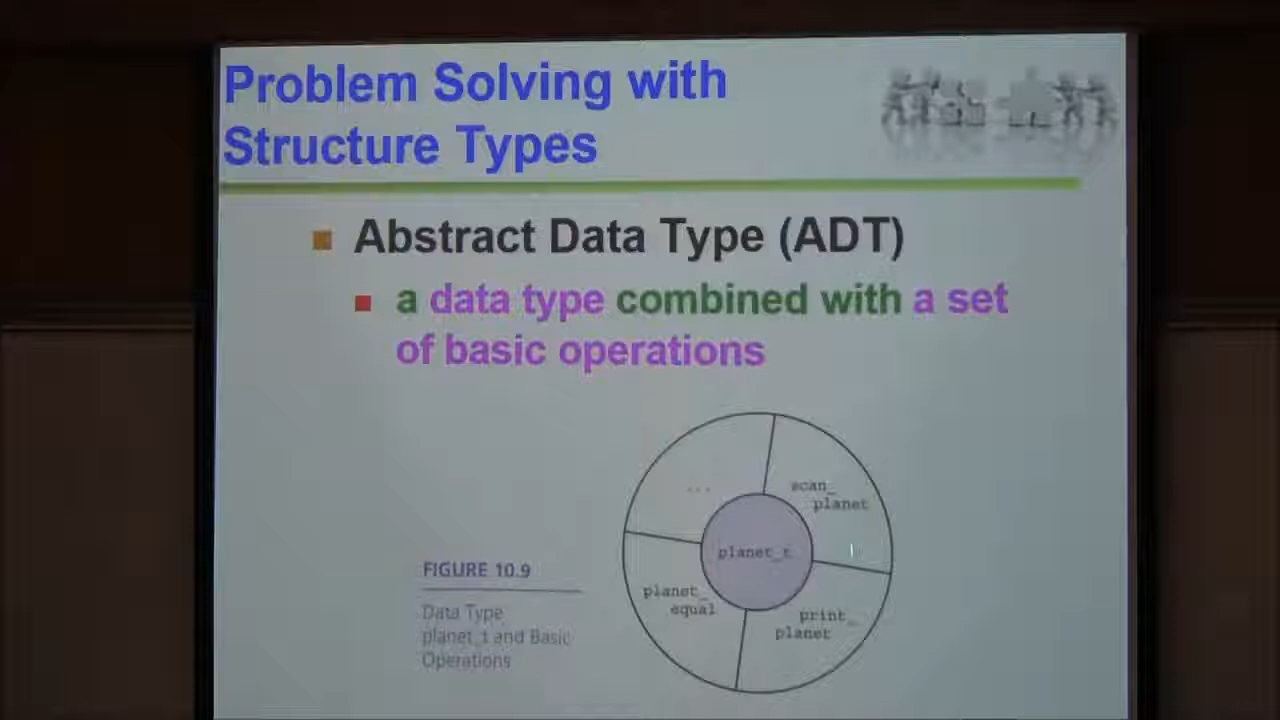 Problem Solving with
Structure Types
Abstract Data Type (ADT)
a data type combined with a set
of basic operations
...
scan_
planet
planet_t
planet_
equal
print_
planet
FIGURE 10.9
Data Type
planet_t and Basic
Operations